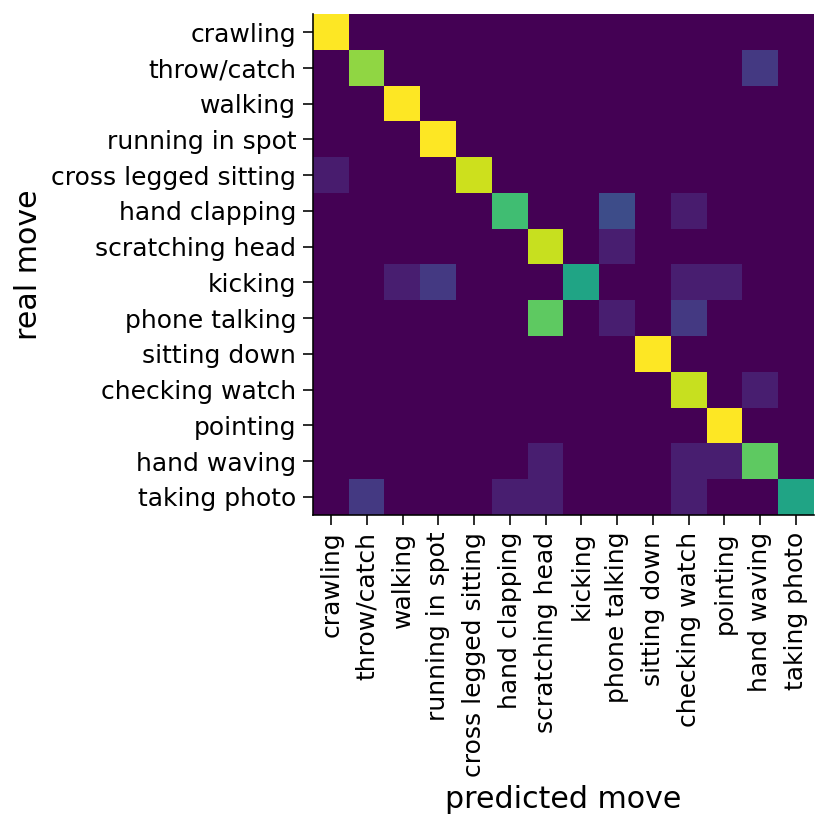 crawling
throw/catch
walking
running in spot
cross legged sitting
hand clapping
scratching head
kicking
phone talking
sitting down
checking watch
pointing
hand waving
taking photo
real move
crawling
throw/catch
walking
running in spot
cross legged sitting
hand clapping
scratching head
kicking
phone talking
sitting down
checking watch
pointing
hand waving
taking photo
predicted move